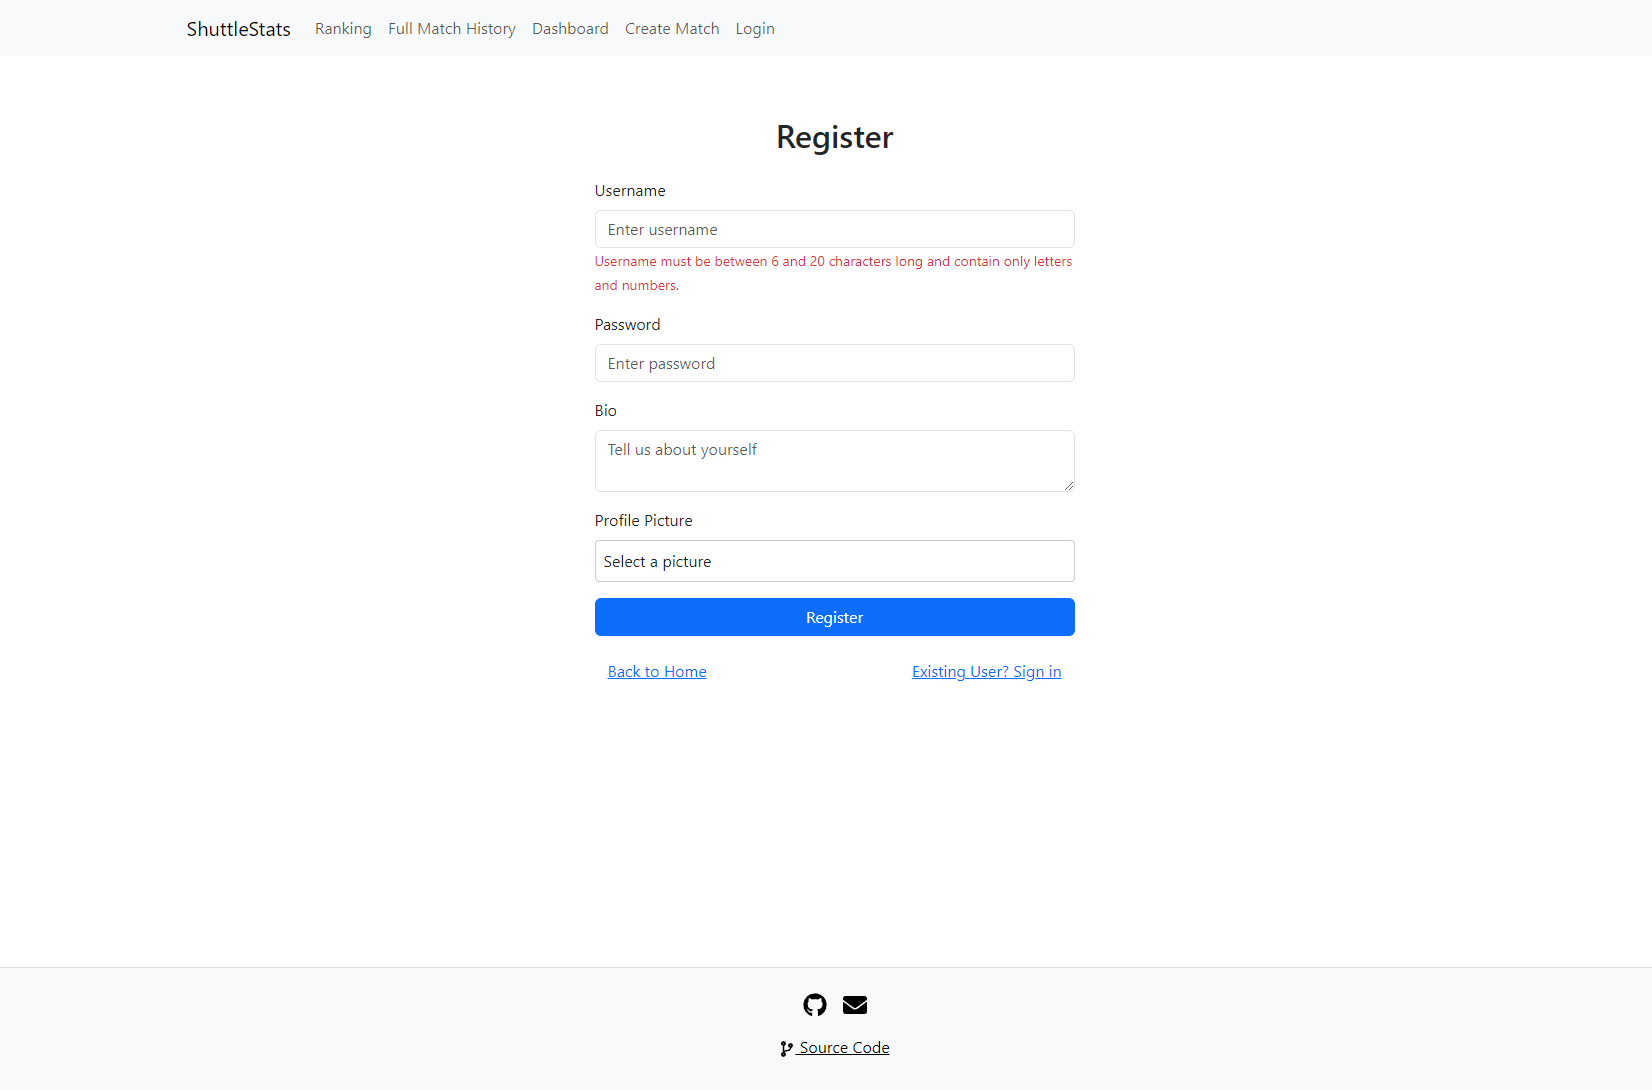 ShuttleStats Ranking Full Match History Dashboard Create Match Login
Register
Username
Enter username
Username must be between 6 and 20 characters long and contain only letters
and numbers.
Password
Enter password
Bio
Tell us about yourself
Profile Picture
Select a picture
Register
Back to Home Existing User? Sign in
Source Code